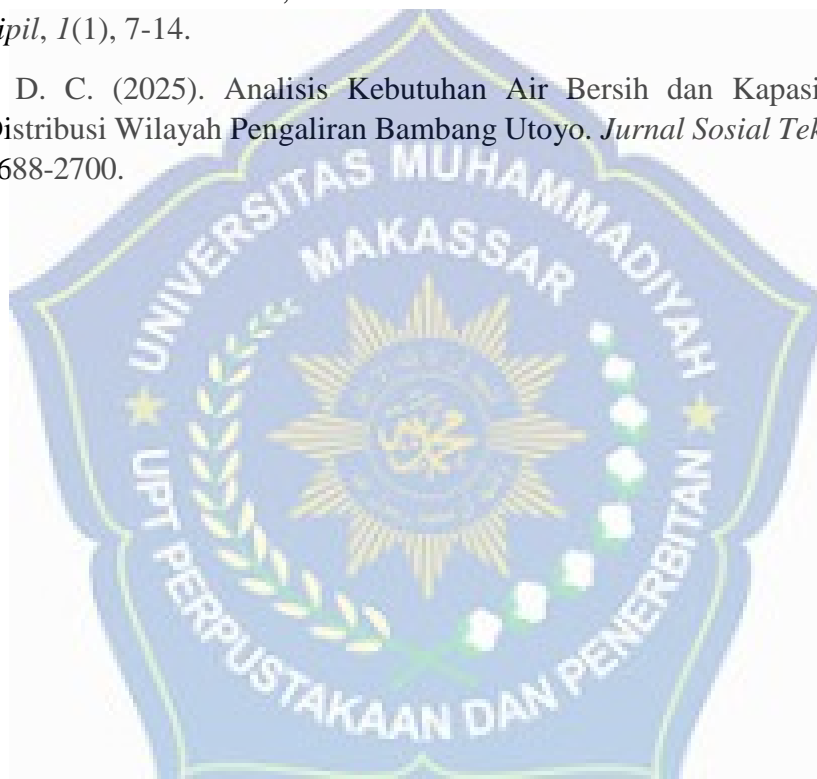 ipil, 1(1), 7-14.
D. C. (2025). Analisis Kebutuhan Air Bersih dan Kapasi
Distribusi Wilayah Pengaliran Bambang Utoyo. Jurnal Sosial Tek
688-2700.
UNIVERSITAS MUHAMMADIYAH
MAKASSAR
UPT PERPUSTAKAAN DAN PENERBITAN